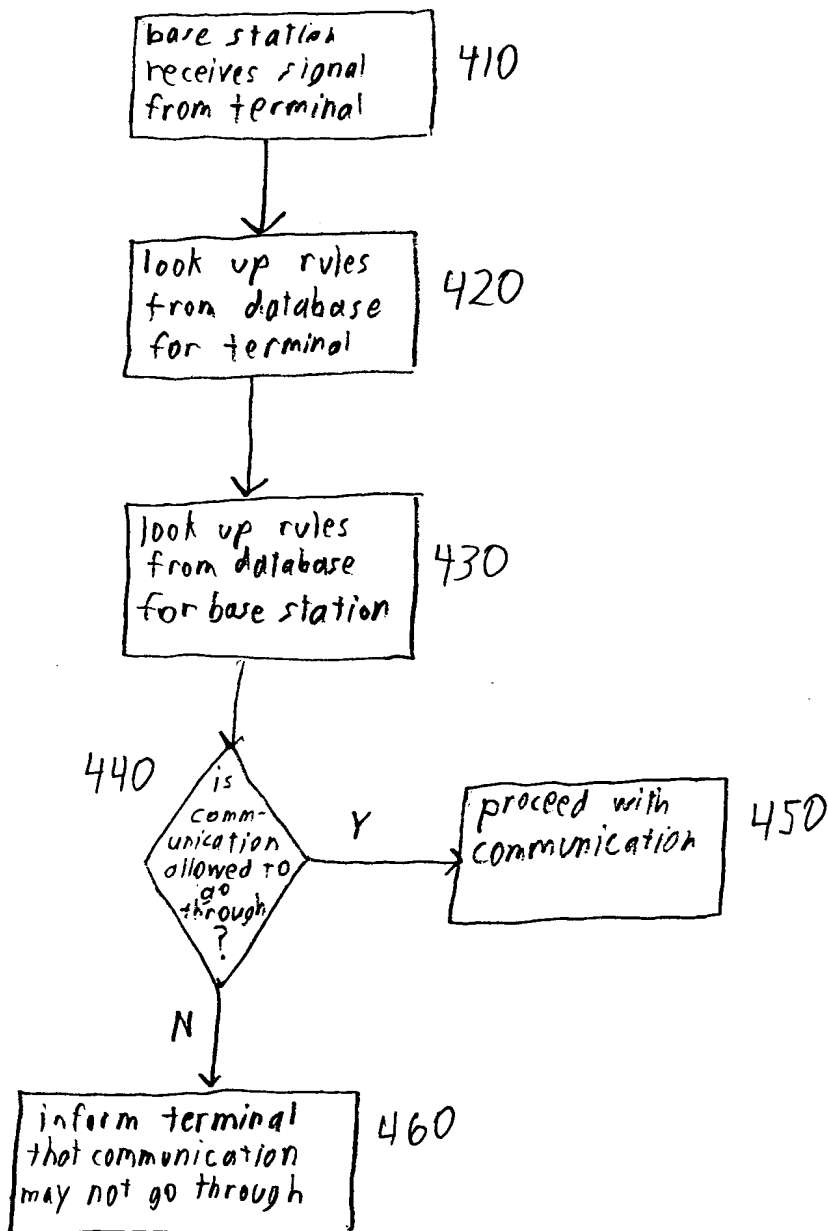 base station
receives signal
from terminal
410
look up rules
from database
for terminal
420
look up rules
from database
for base station
430
440
is
comm-
unication
allowed to
go
through
?
Y
proceed with
communication
450
N
inform terminal
that communication
may not go through
460